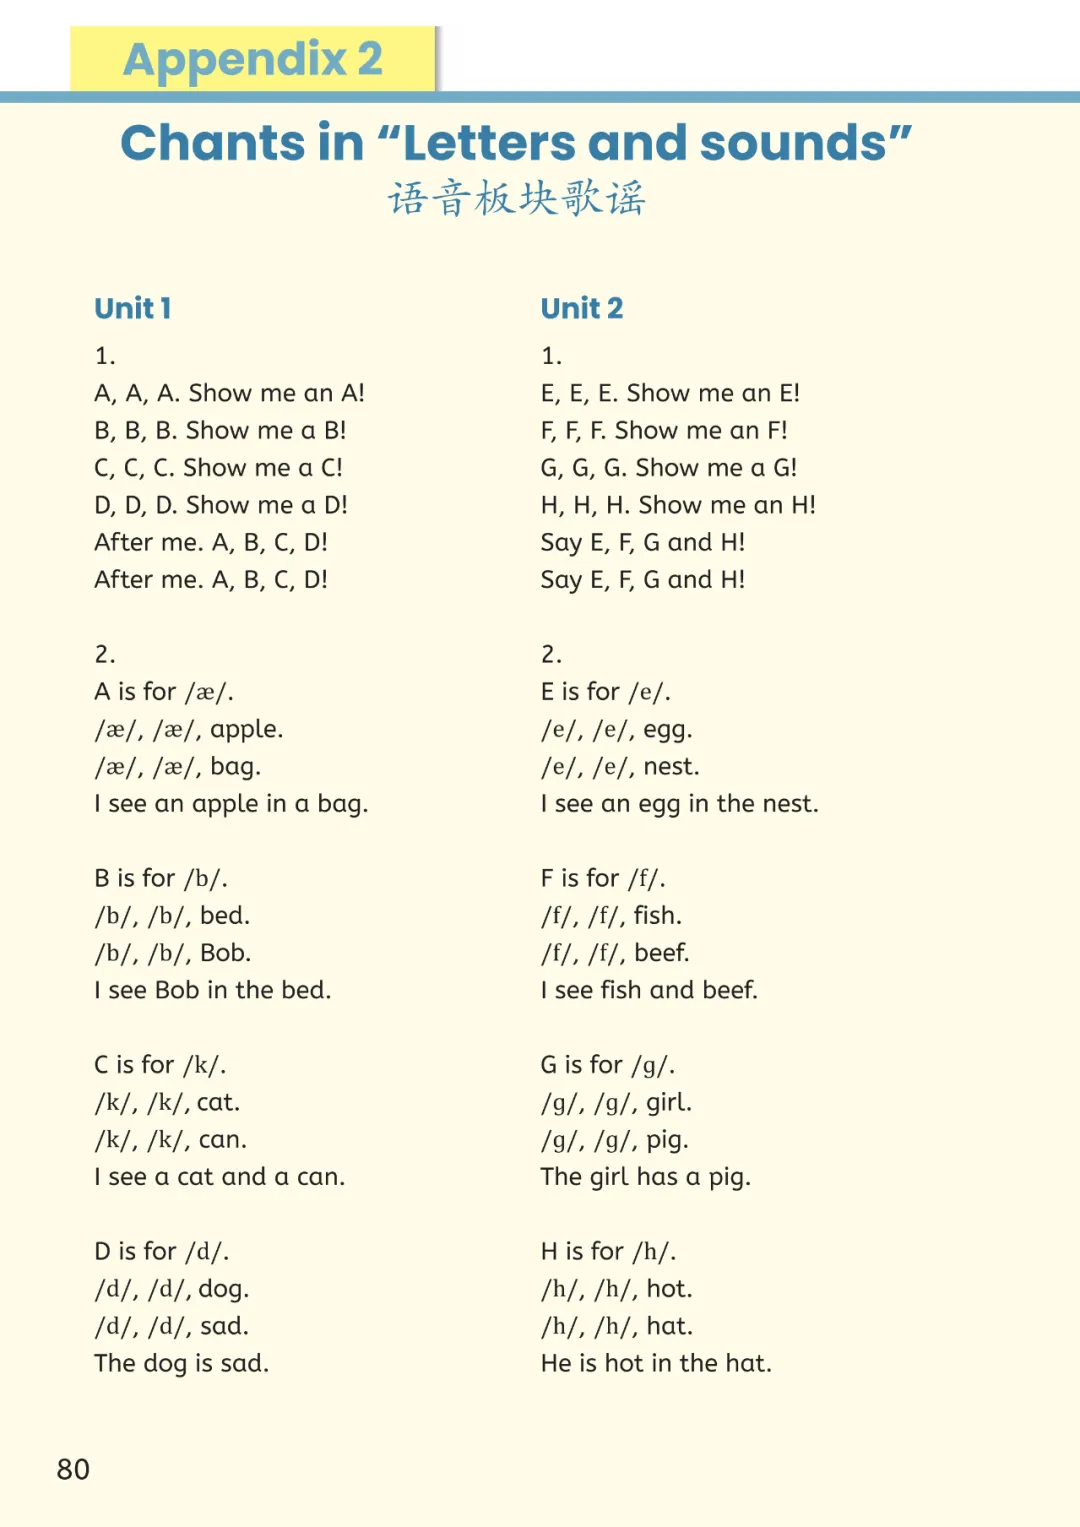 Appendix 2
Chants in “Letters and sounds”
语音板块歌谣
Unit 1
1.
A, A, A. Show me an A!
B, B, B. Show me a B!
C, C, C. Show me a C!
D, D, D. Show me a D!
After me. A, B, C, D!
After me. A, B, C, D!
2.
A is for /æ/.
/æ/, /æ/, apple.
/æ/, /æ/, bag.
I see an apple in a bag.
B is for /b/.
/b/, /b/, bed.
/b/, /b/, Bob.
I see Bob in the bed.
C is for /k/.
/k/, /k/, cat.
/k/, /k/, can.
I see a cat and a can.
D is for /d/.
/d/, /d/, dog.
/d/, /d/, sad.
The dog is sad.
Unit 2
1.
E, E, E. Show me an E!
F, F, F. Show me an F!
G, G, G. Show me a G!
H, H, H. Show me an H!
Say E, F, G and H!
Say E, F, G and H!
2.
E is for /e/.
/e/, /e/, egg.
/e/, /e/, nest.
I see an egg in the nest.
F is for /f/.
/f/, /f/, fish.
/f/, /f/, beef.
I see fish and beef.
G is for /g/.
/g/, /g/, girl.
/g/, /g/, pig.
The girl has a pig.
H is for /h/.
/h/, /h/, hot.
/h/, /h/, hat.
He is hot in the hat.
80